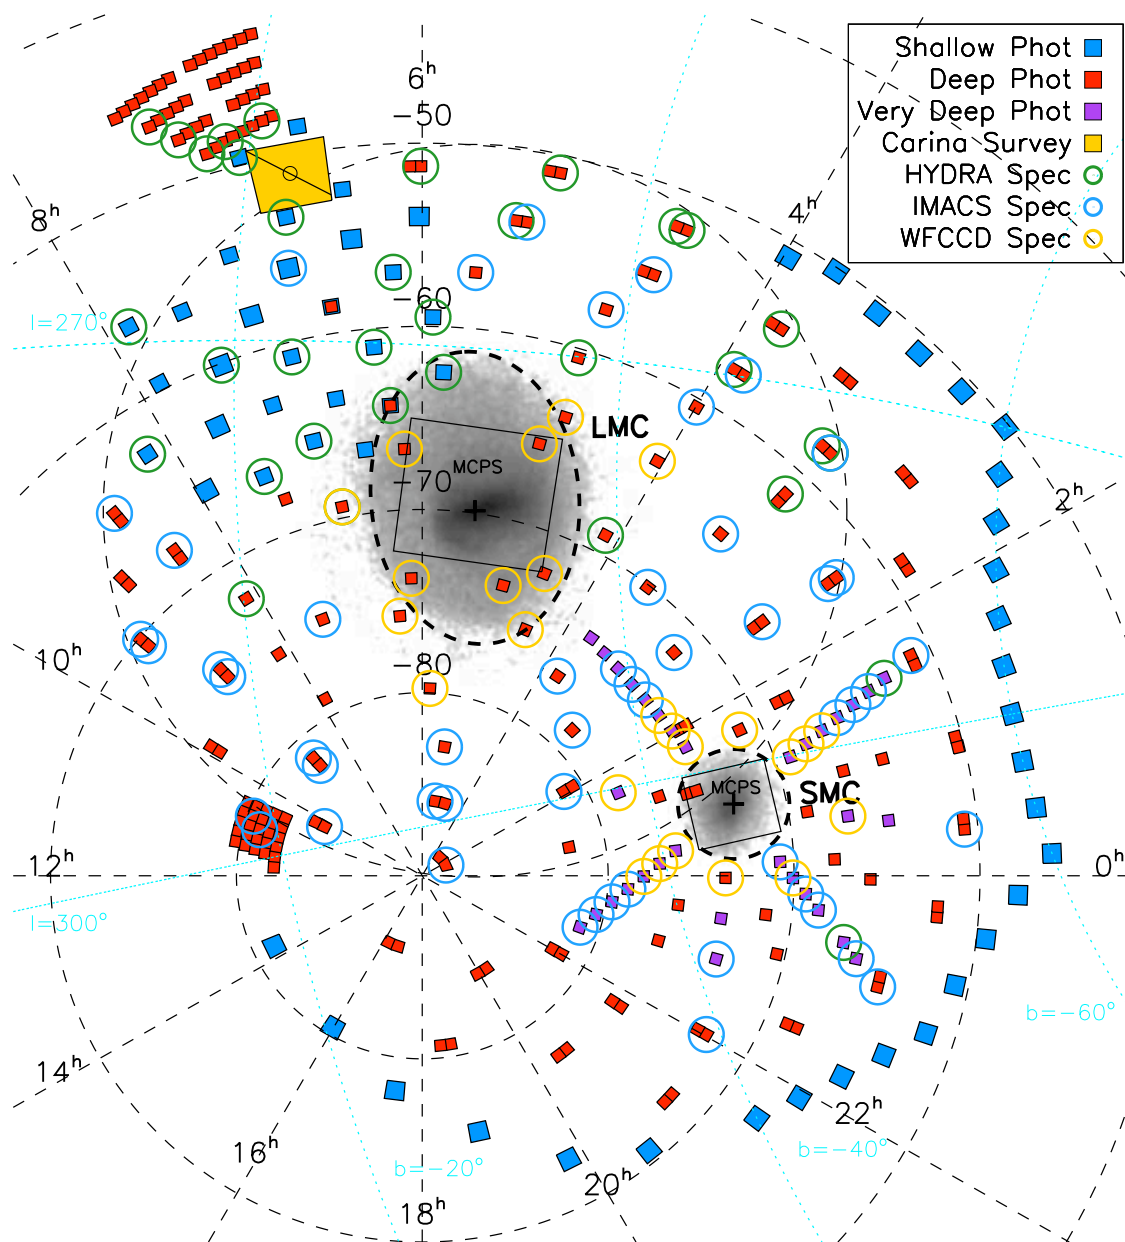 Shallow Phot
Deep Phot
Very Deep Phot
Carina Survey
HYDRA Spec
IMACS Spec
WFCCD Spec
6ʰ
−50
8ʰ
4ʰ
−60
l=270°
LMC
MCPS
−70
2ʰ
10ʰ
−80
MCPS
SMC
12ʰ
0ʰ
l=300°
b=−60°
14ʰ
22ʰ
16ʰ
b=−40°
b=−20°
20ʰ
18ʰ